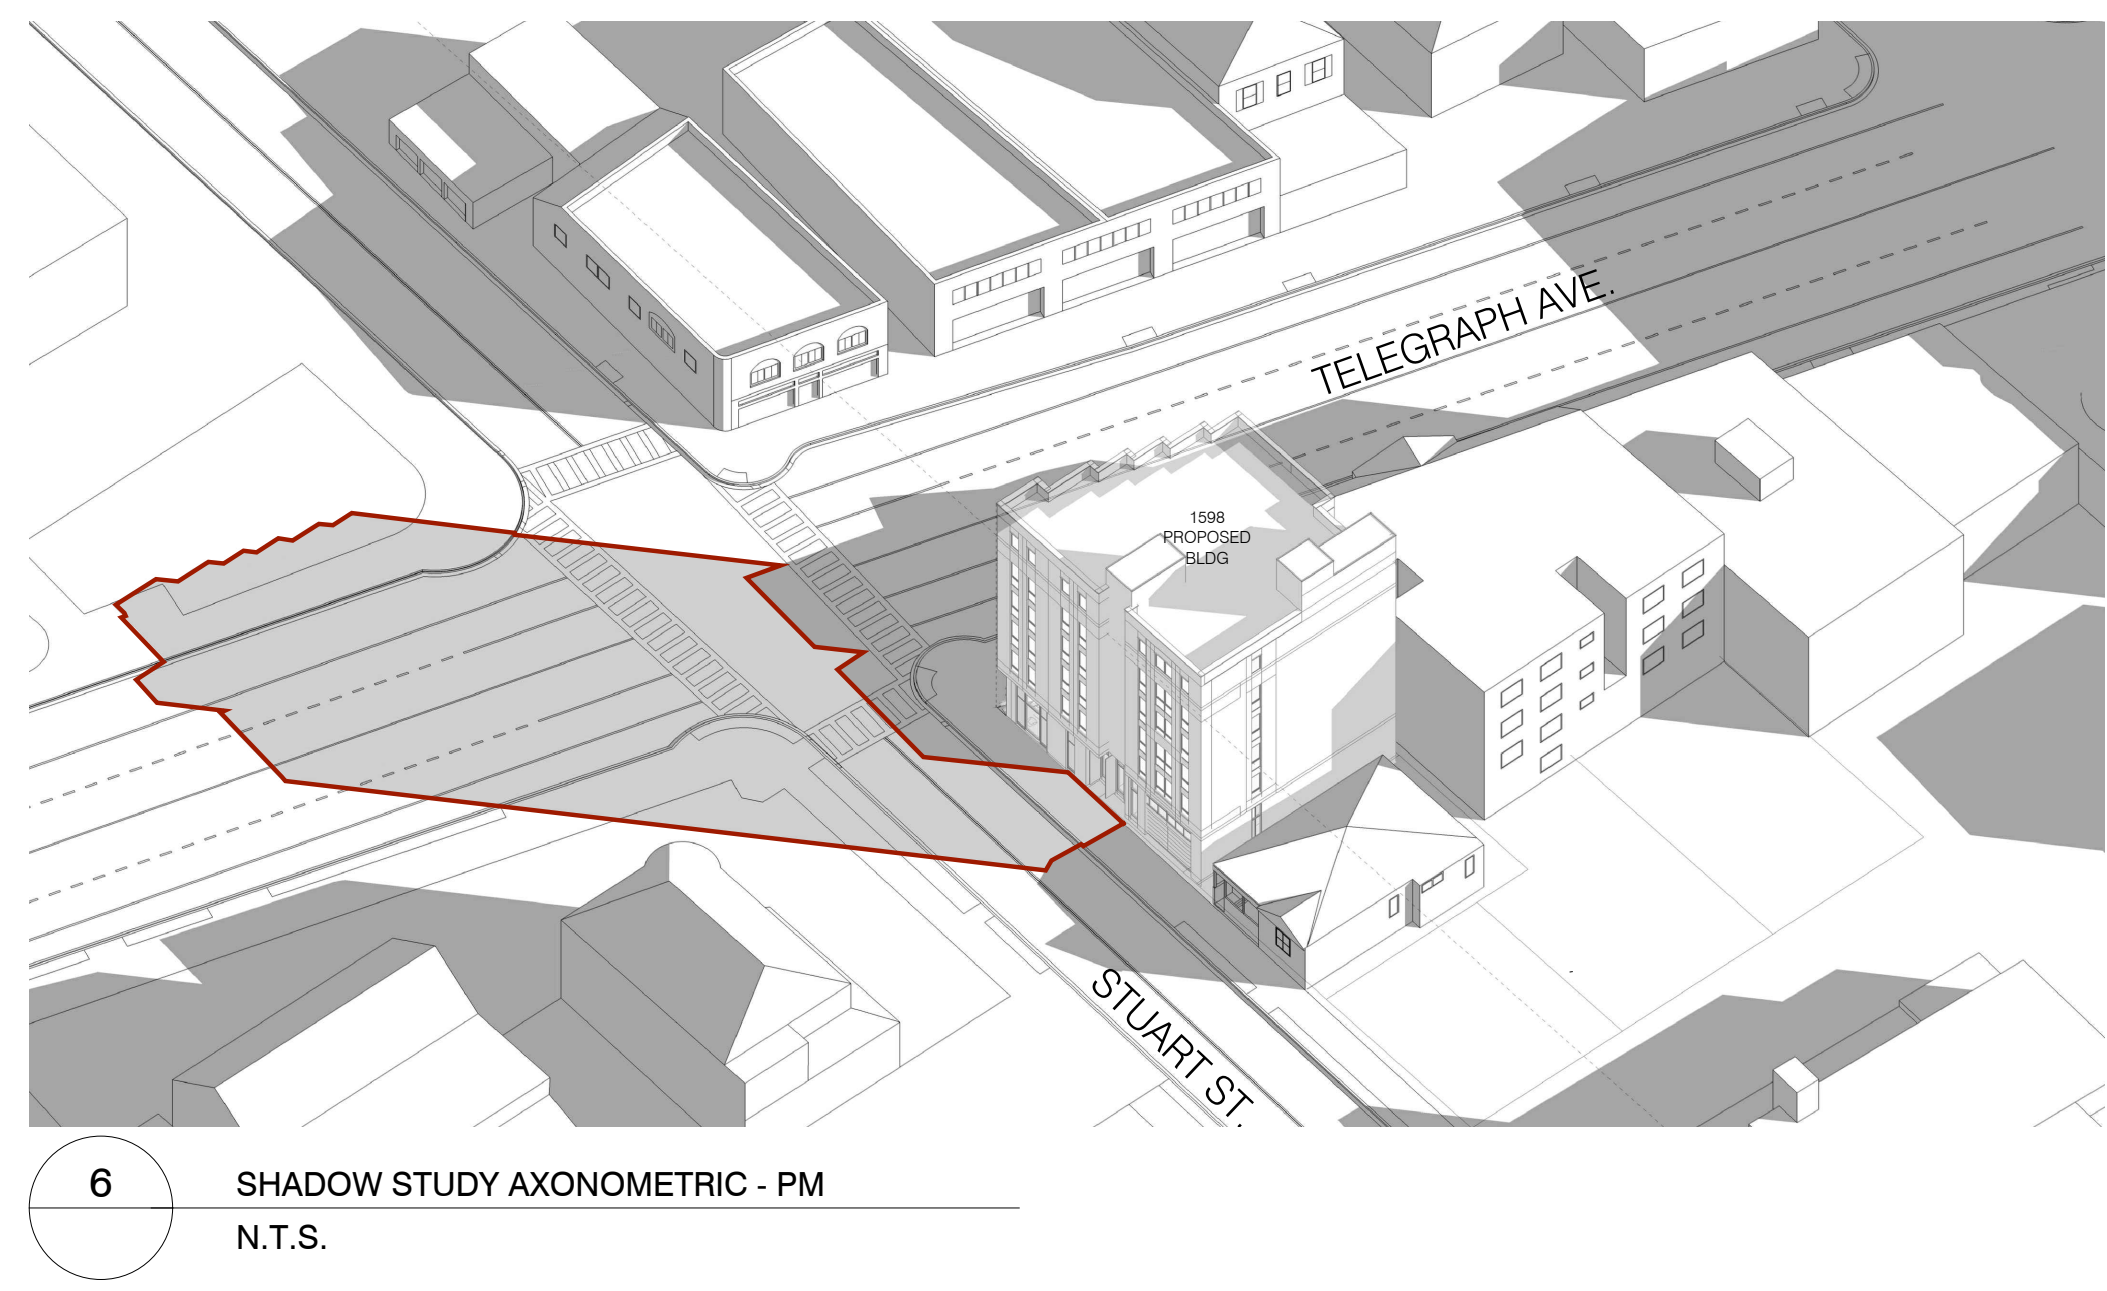 TELEGRAPH AVE.
1598
PROPOSED
BLDG
STUART ST.
6
SHADOW STUDY AXONOMETRIC - PM
N.T.S.